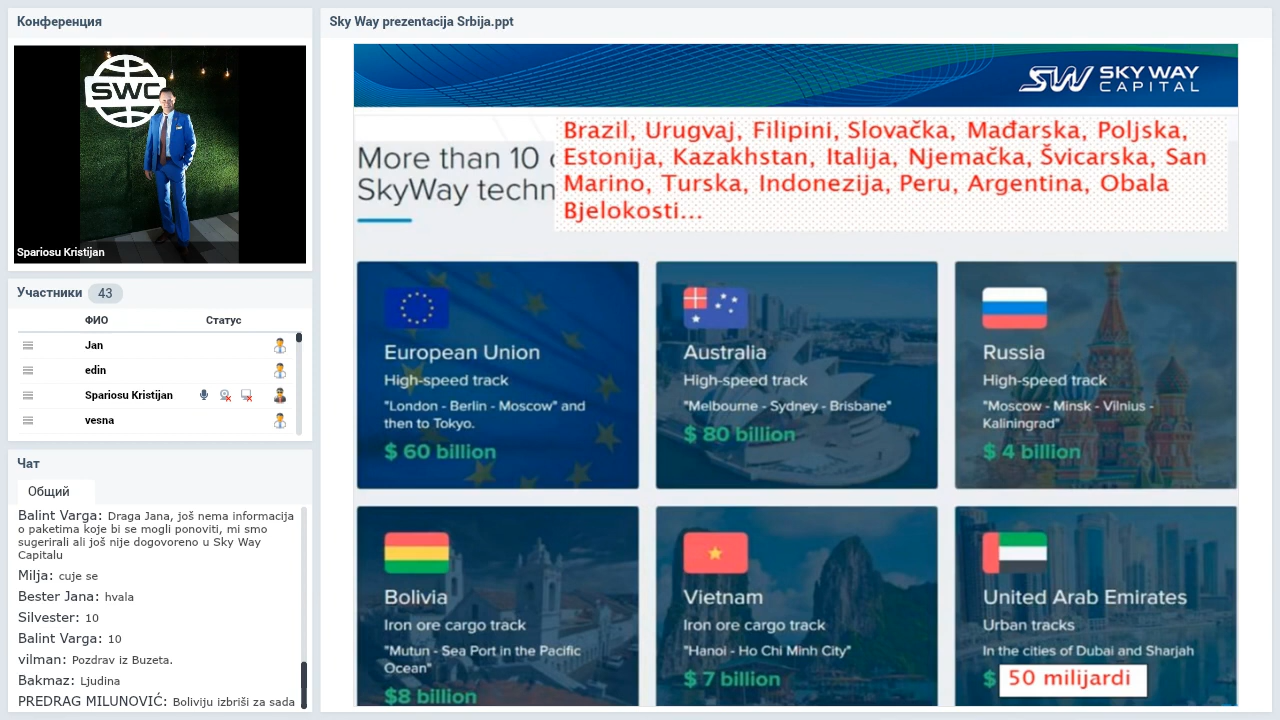 Конференция
SWC
Spariosu Kristijan
Участники 43
ФИО Статус
Jan
edin
Spariosu Kristijan
vesna
Чат
Общий
Balint Varga: Draga Jana, još nema informacija
o paketima koje bi se mogli ponoviti, mi smo
sugerirali ali još nije dogovoreno u Sky Way
Capitalu
Milja: cuje se
Bester Jana: hvala
Silvester: 10
Balint Varga: 10
vilman: Pozdrav iz Buzeta.
Bakmaz: Ljudina
PREDRAG MILUNOVIĆ: Boliviju izbriši za sada
Sky Way prezentacija Srbija.ppt
SW SKY WAY
CAPITAL
More than 10
SkyWay techn
Brazil, Urugvaj, Filipini, Slovačka, Mađarska, Poljska,
Estonija, Kazakhstan, Italija, Njemačka, Švicarska, San
Marino, Turska, Indonezija, Peru, Argentina, Obala
Bjelokosti...
European Union
High-speed track
"London - Berlin - Moscow" and
then to Tokyo.
$ 60 billion
Australia
High-speed track
"Melbourne - Sydney - Brisbane"
$ 80 billion
Russia
High-speed track
"Moscow - Minsk - Vilnius -
Kaliningrad"
$ 4 billion
Bolivia
Iron ore cargo track
"Mutun - Sea Port in the Pacific
Ocean"
$8 billion
Vietnam
Iron ore cargo track
"Hanoi - Ho Chi Minh City"
$ 7 billion
United Arab Emirates
Urban tracks
In the cities of Dubai and Sharjah
$ 50 milijardi